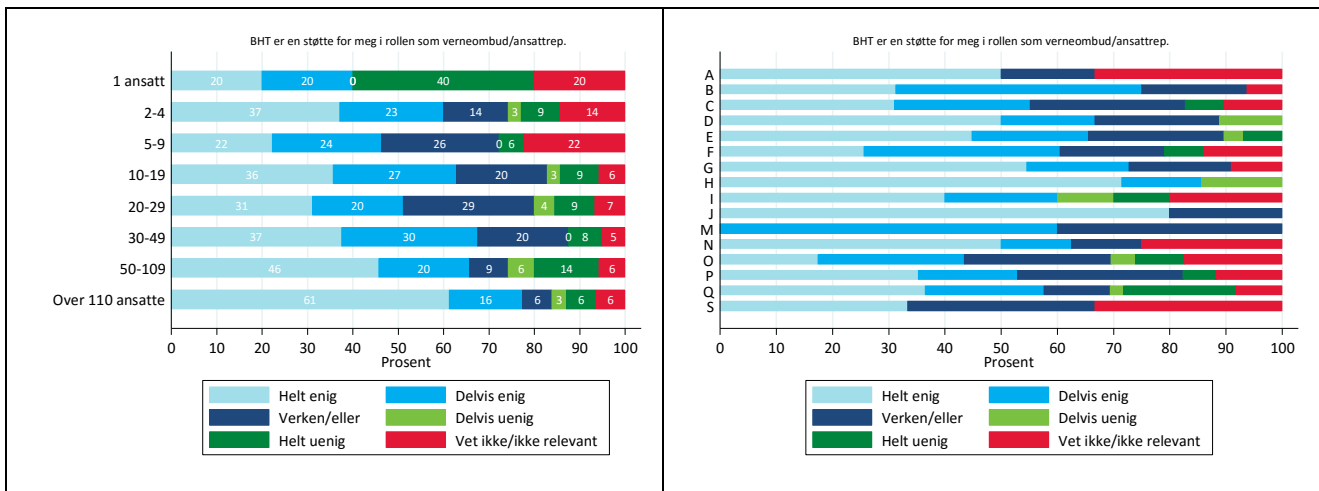 BHT er en støtte for meg i rollen som verneombud/ansattrep.
1 ansatt 20 20 0 40 20
2-4 37 23 14 3 9 14
5-9 22 24 26 0 6 22
10-19 36 27 20 3 9 6
20-29 31 20 29 4 9 7
30-49 37 30 20 0 8 5
50-109 46 20 9 6 14 6
Over 110 ansatte 61 16 6 3 6 6
0 10 20 30 40 50 60 70 80 90 100
Prosent
Helt enig Delvis enig
Verken/eller Delvis uenig
Helt uenig Vet ikke/ikke relevant
BHT er en støtte for meg i rollen som verneombud/ansattrep.
A
B
C
D
E
F
G
H
I
J
M
N
O
P
Q
S
0 10 20 30 40 50 60 70 80 90 100
Prosent
Helt enig Delvis enig
Verken/eller Delvis uenig
Helt uenig Vet ikke/ikke relevant